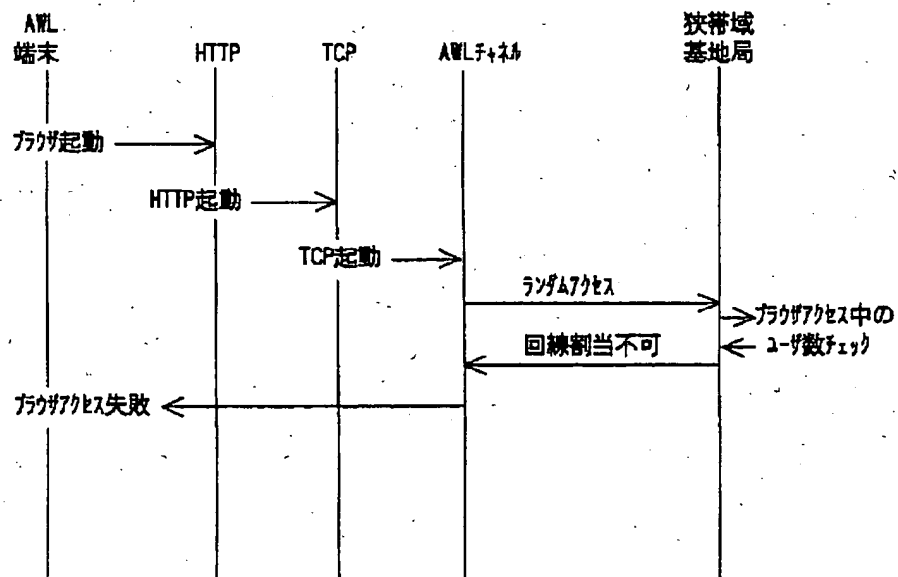 AWL
端末
HTTP
TCP
AWLチャネル
狭帯域
基地局
ブラウザ起動
HTTP起動
TCP起動
ランダムアクセス
ブラウザアクセス中の
ユーザ数チェック
回線割当不可
ブラウザアクセス失敗